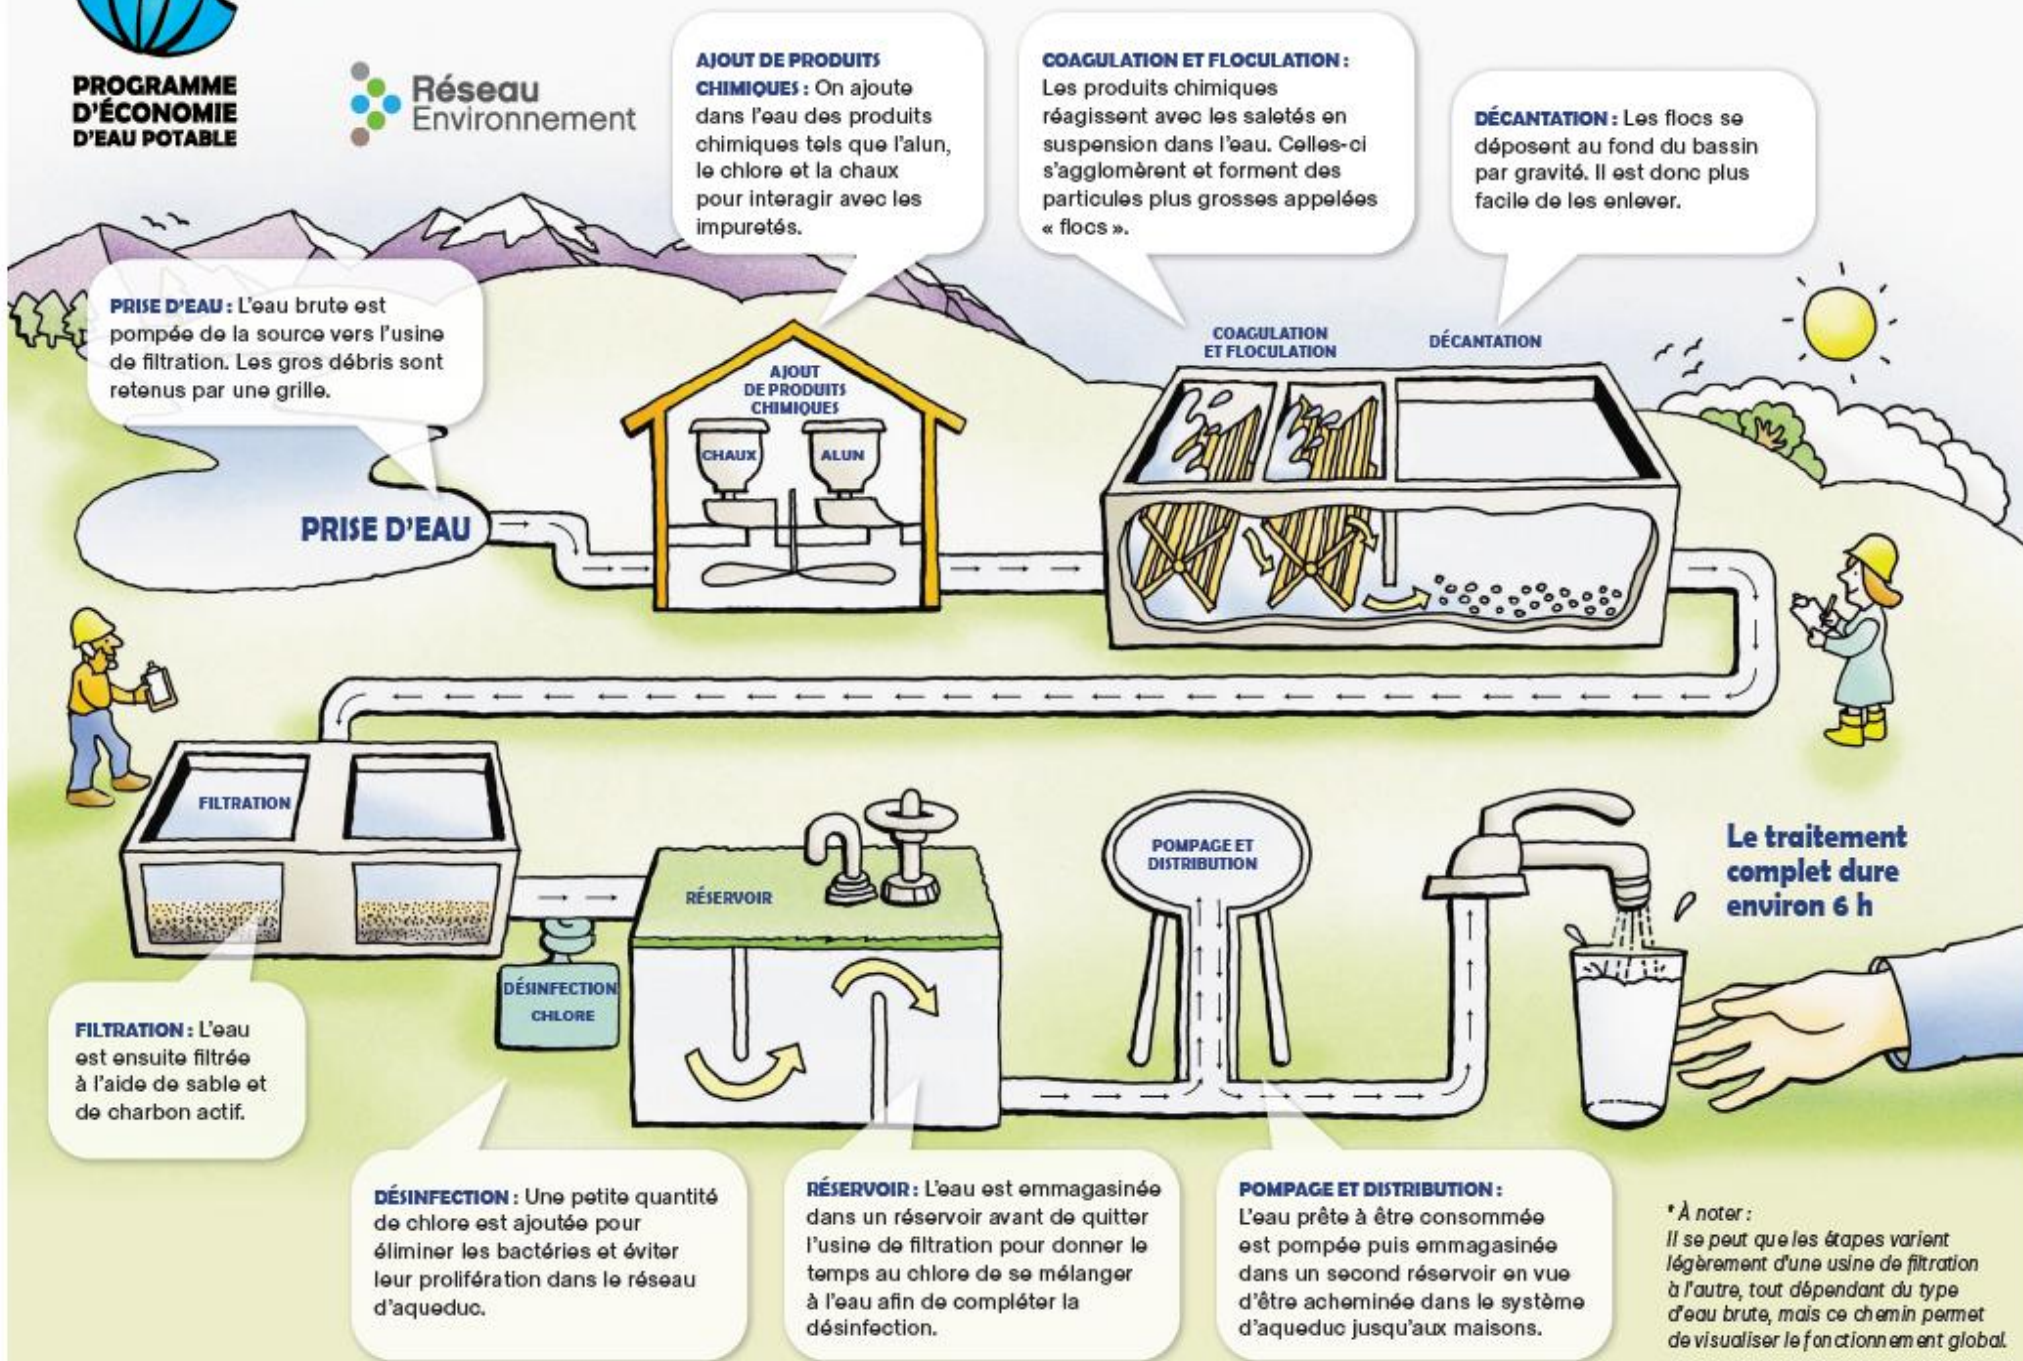 PROGRAMME
D'ÉCONOMIE
D'EAU POTABLE
Réseau
Environnement
AJOUT DE PRODUITS
CHIMIQUES : On ajoute
dans l'eau des produits
chimiques tels que l'alun,
le chlore et la chaux
pour interagir avec les
impuretés.
COAGULATION ET FLOCULATION :
Les produits chimiques
réagissent avec les saletés en
suspension dans l'eau. Celles-ci
s'agglomèrent et forment des
particules plus grosses appelées
« flocs ».
DÉCANTATION : Les flocs se
déposent au fond du bassin
par gravité. Il est donc plus
facile de les enlever.
PRISE D'EAU : L'eau brute est
pompée de la source vers l'usine
de filtration. Les gros débris sont
retenus par une grille.
PRISE D'EAU
AJOUT
DE PRODUITS
CHIMIQUES
CHAUX
ALUN
COAGULATION
ET FLOCULATION
DÉCANTATION
FILTRATION
DÉSINFECTION
CHLORE
RÉSERVOIR
POMPAGE ET
DISTRIBUTION
Le traitement
complet dure
environ 6 h
FILTRATION : L'eau
est ensuite filtrée
à l'aide de sable et
de charbon actif.
DÉSINFECTION : Une petite quantité
de chlore est ajoutée pour
éliminer les bactéries et éviter
leur prolifération dans le réseau
d'aqueduc.
RÉSERVOIR : L'eau est emmagasinée
dans un réservoir avant de quitter
l'usine de filtration pour donner le
temps au chlore de se mélanger
à l'eau afin de compléter la
désinfection.
POMPAGE ET DISTRIBUTION :
L'eau prête à être consommée
est pompée puis emmagasinée
dans un second réservoir en vue
d'être acheminée dans le système
d'aqueduc jusqu'aux maisons.
* À noter :
Il se peut que les étapes varient
légèrement d'une usine de filtration
à l'autre, tout dépendant du type
d'eau brute, mais ce chemin permet
de visualiser le fonctionnement global.